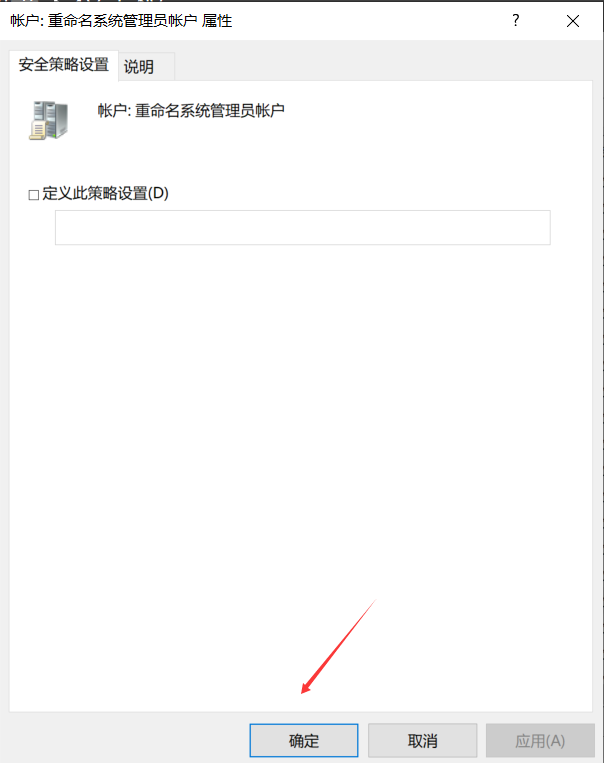 帐户: 重命名系统管理员帐户 属性
?
安全策略设置
说明
帐户: 重命名系统管理员帐户
定义此策略设置(D)
确定
取消
应用(A)